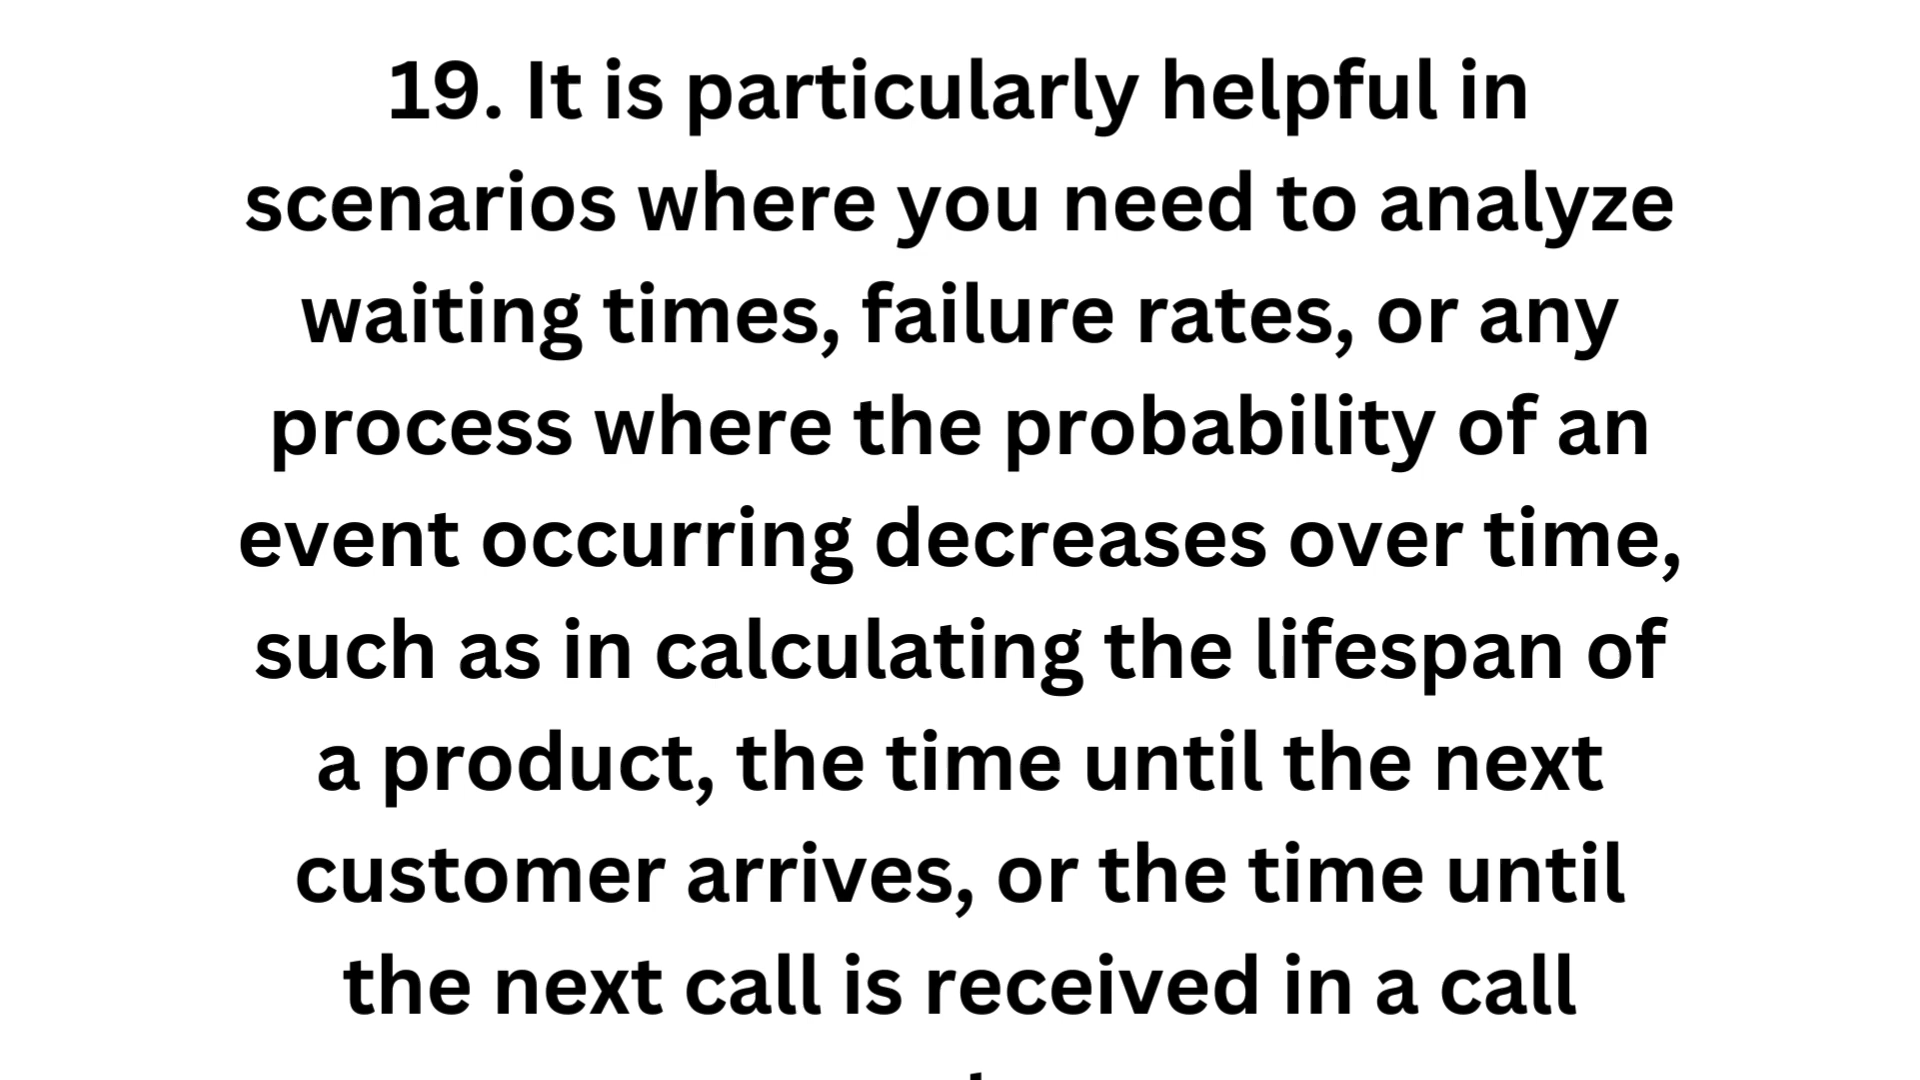 19. It is particularly helpful in
scenarios where you need to analyze
waiting times, failure rates, or any
process where the probability of an
event occurring decreases over time,
such as in calculating the lifespan of
a product, the time until the next
customer arrives, or the time until
the next call is received in a call